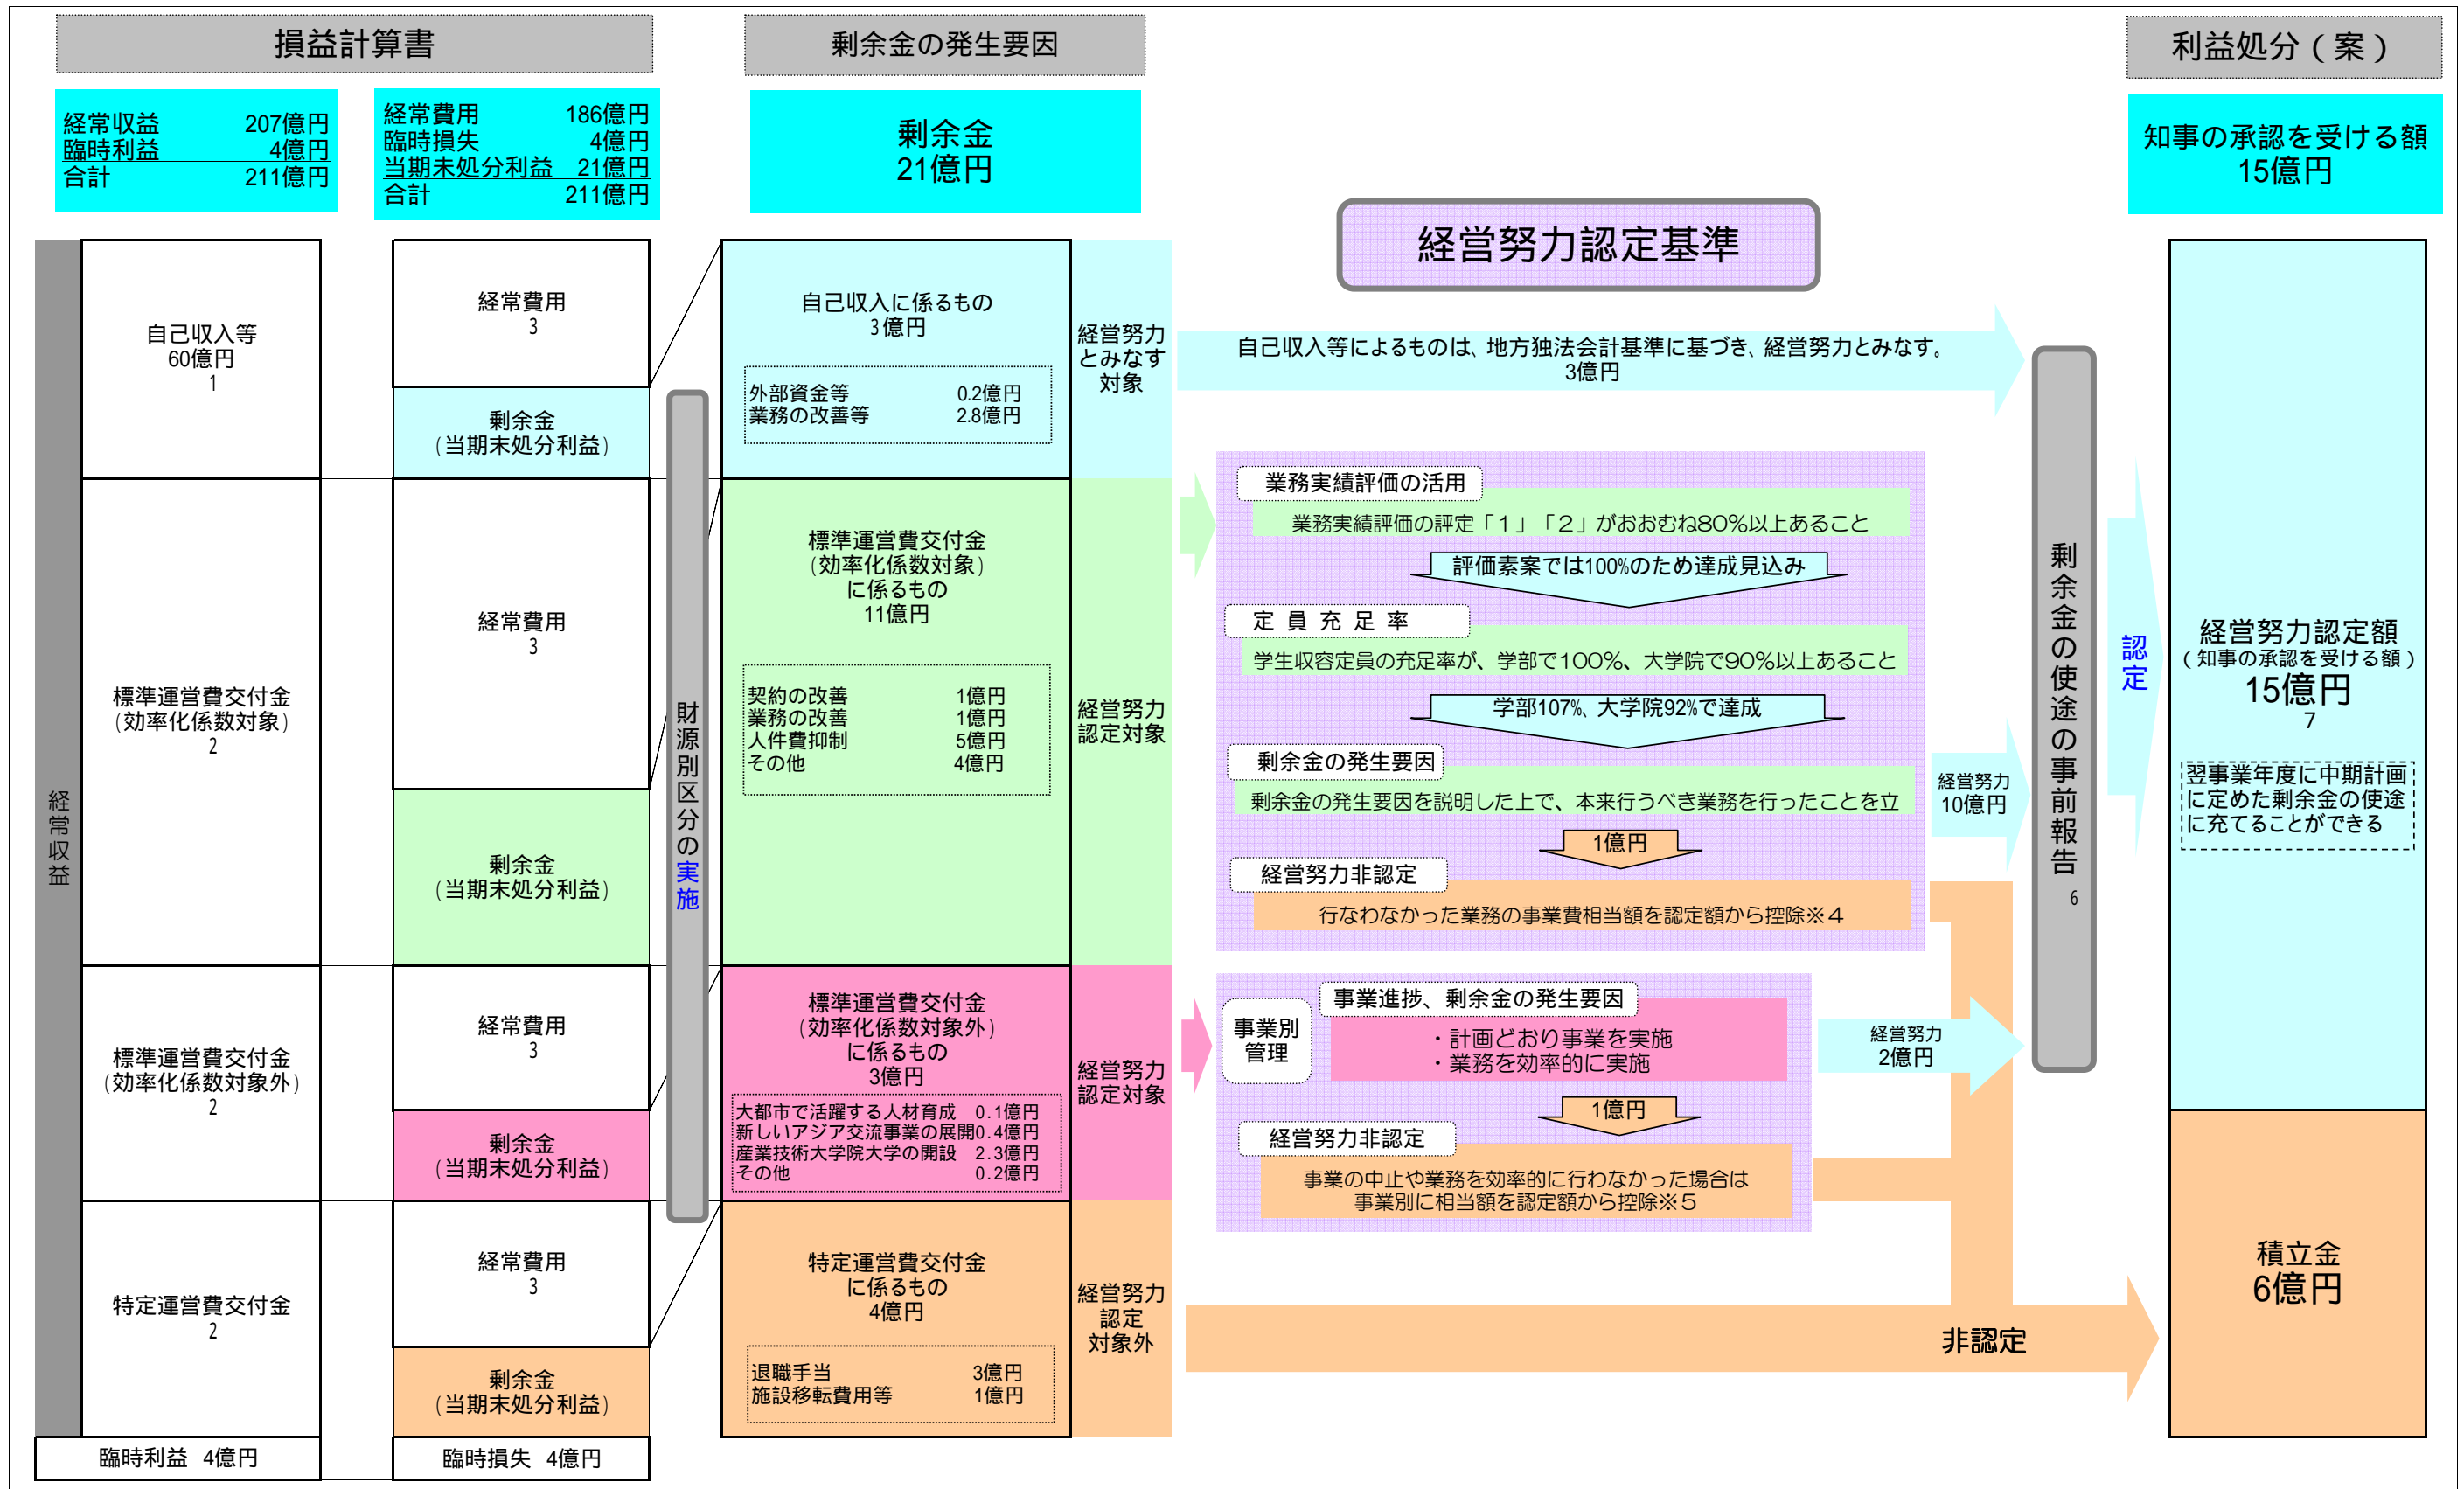 損益計算書
剰余金の発生要因
利益処分（案）
経常収益 207億円
臨時利益 4億円
合計 211億円
経常費用 186億円
臨時損失 4億円
当期未処分利益 21億円
合計 211億円
剰余金
21億円
知事の承認を受ける額
15億円
経営努力認定基準
経常収益
自己収入等
60億円
1
経常費用
3
剰余金
(当期末処分利益)
標準運営費交付金
(効率化係数対象)
2
経常費用
3
剰余金
(当期末処分利益)
標準運営費交付金
(効率化係数対象外)
2
経常費用
3
剰余金
(当期末処分利益)
特定運営費交付金
2
経常費用
3
剰余金
(当期末処分利益)
臨時利益 4億円
臨時損失 4億円
財源別区分の実施
自己収入に係るもの
3億円
外部資金等 0.2億円
業務の改善等 2.8億円
経営努力
とみなす
対象
標準運営費交付金
(効率化係数対象)
に係るもの
11億円
契約の改善 1億円
業務の改善 1億円
人件費抑制 5億円
その他 4億円
経営努力
認定対象
標準運営費交付金
(効率化係数対象外)
に係るもの
3億円
大都市で活躍する人材育成 0.1億円
新しいアジア交流事業の展開0.4億円
産業技術大学院大学の開設 2.3億円
その他 0.2億円
経営努力
認定対象
特定運営費交付金
に係るもの
4億円
退職手当 3億円
施設移転費用等 1億円
経営努力
認定
対象外
自己収入等によるものは、地方独法会計基準に基づき、経営努力とみなす。
3億円
業務実績評価の活用
業務実績評価の評定「１」「２」がおおむね80％以上あること
評価素案では100%のため達成見込み
定員充足率
学生収容定員の充足率が、学部で１００％、大学院で９０％以上あること
学部107%、大学院92%で達成
剰余金の発生要因
剰余金の発生要因を説明した上で、本来行うべき業務を行ったことを立
1億円
経営努力非認定
行なわなかった業務の事業費相当額を認定額から控除※４
経営努力
10億円
事業別
管理
事業進捗、剰余金の発生要因
・計画どおり事業を実施
・業務を効率的に実施
1億円
経営努力非認定
事業の中止や業務を効率的に行わなかった場合は
事業別に相当額を認定額から控除※５
経営努力
2億円
非認定
剰余金の使途の事前報告
6
認定
経営努力認定額
（知事の承認を受ける額）
15億円
7
翌事業年度に中期計画
に定めた剰余金の使途
に充てることができる
積立金
6億円